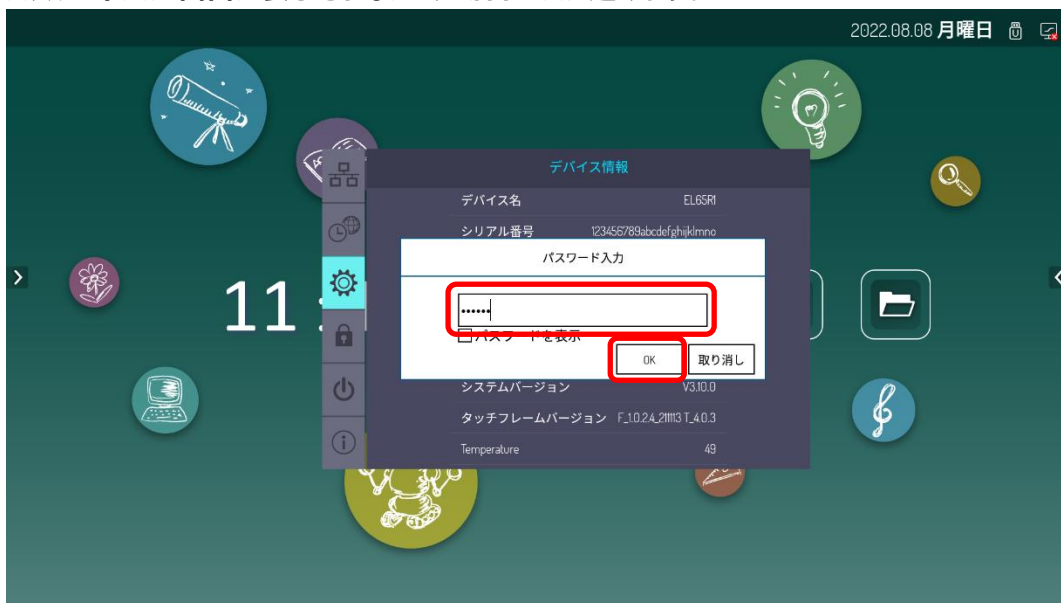 2022.08.08 月曜日
デバイス情報
デバイス名 EL65R1
シリアル番号 123456789abcdefghijklmno
パスワード入力
••••••
パスワードを表示
OK 取り消し
11 :
システムバージョン V3.10.0
タッチフレームバージョン F_1.0.2.4_211113 T_4.0.3
Temperature 49